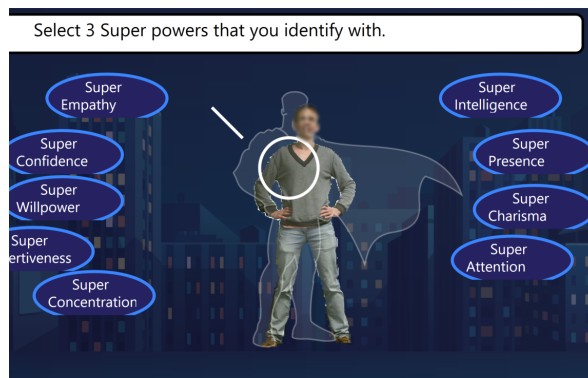 Select 3 Super powers that you identify with.
Super
Empathy
Super
Confidence
Super
Willpower
Super
ertiveness
Super
Concentration
Super
Intelligence
Super
Presence
Super
Charisma
Super
Attention